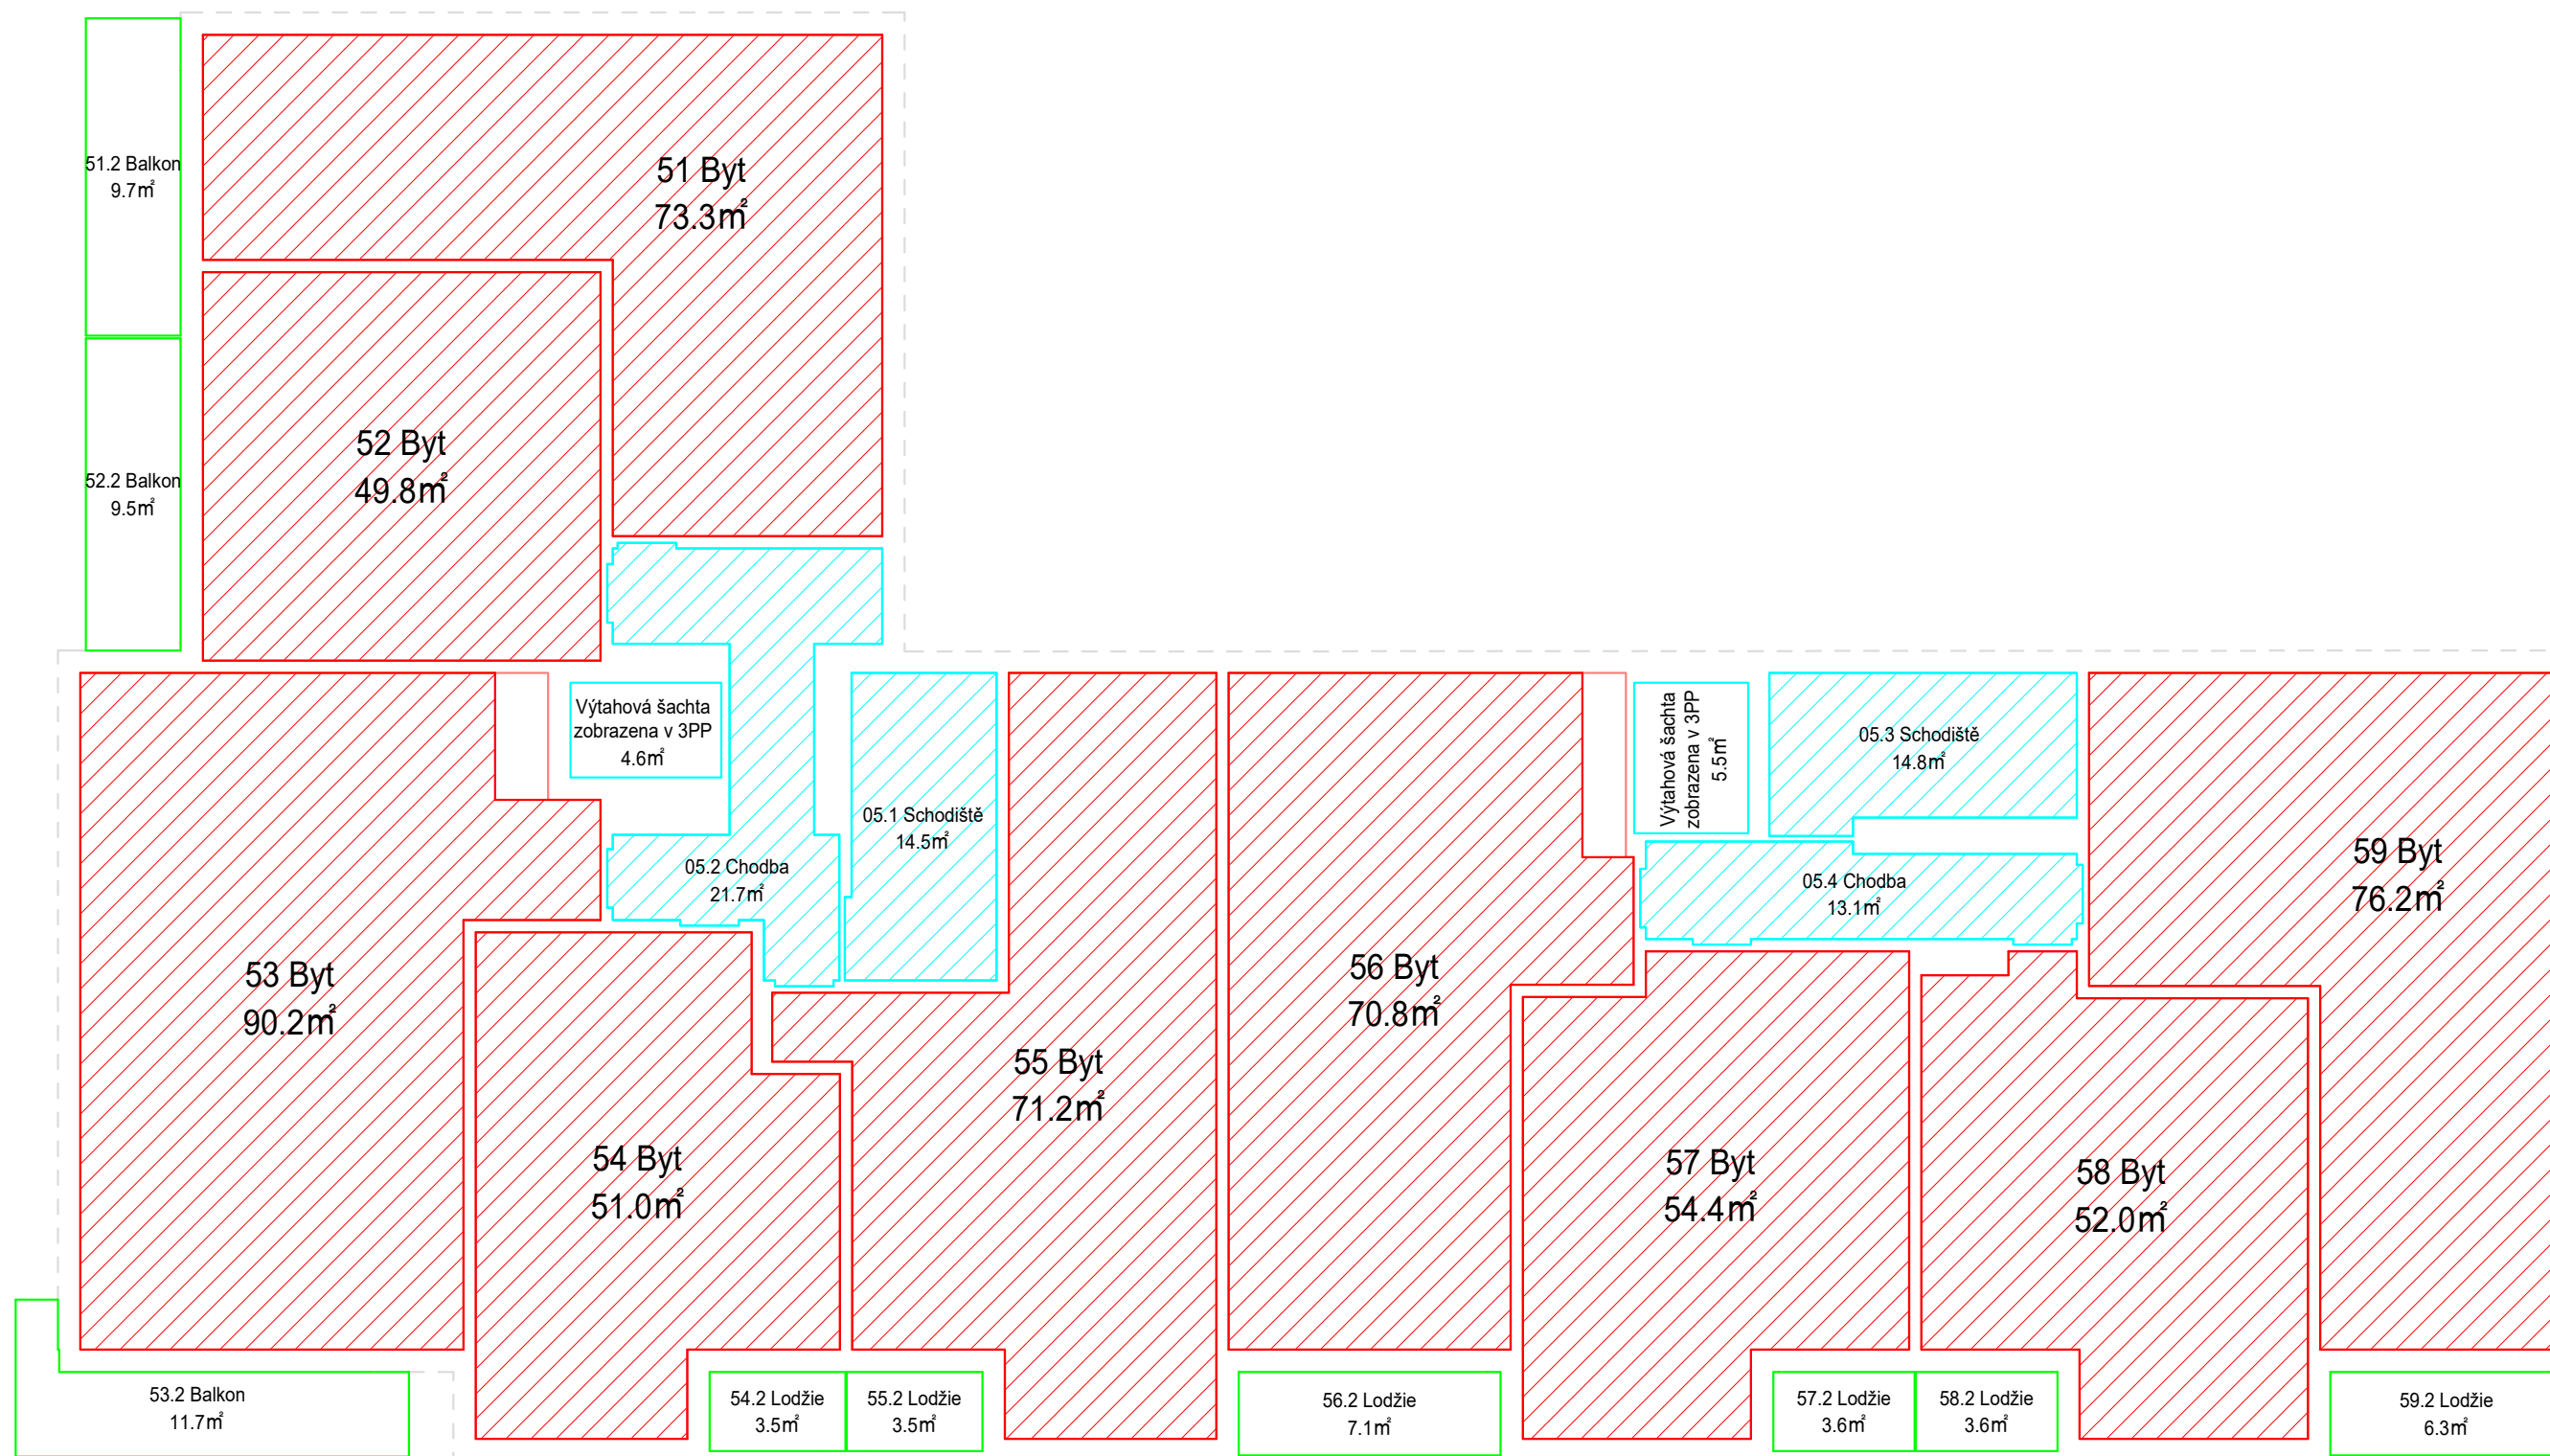 51 Byt
73.3m²
51.2 Balkon
9.7m²
52 Byt
49.8m²
52.2 Balkon
9.5m²
Výtahová šachta
zobrazena v 3PP
4.6m²
05.1 Schodiště
14.5m²
05.2 Chodba
21.7m²
Výtahová šachta
zobrazena v 3PP
5.5m²
05.3 Schodiště
14.8m²
05.4 Chodba
13.1m²
59 Byt
76.2m²
53 Byt
90.2m²
56 Byt
70.8m²
55 Byt
71.2m²
54 Byt
51.0m²
57 Byt
54.4m²
58 Byt
52.0m²
53.2 Balkon
11.7m²
54.2 Lodžie
3.5m²
55.2 Lodžie
3.5m²
56.2 Lodžie
7.1m²
57.2 Lodžie
3.6m²
58.2 Lodžie
3.6m²
59.2 Lodžie
6.3m²